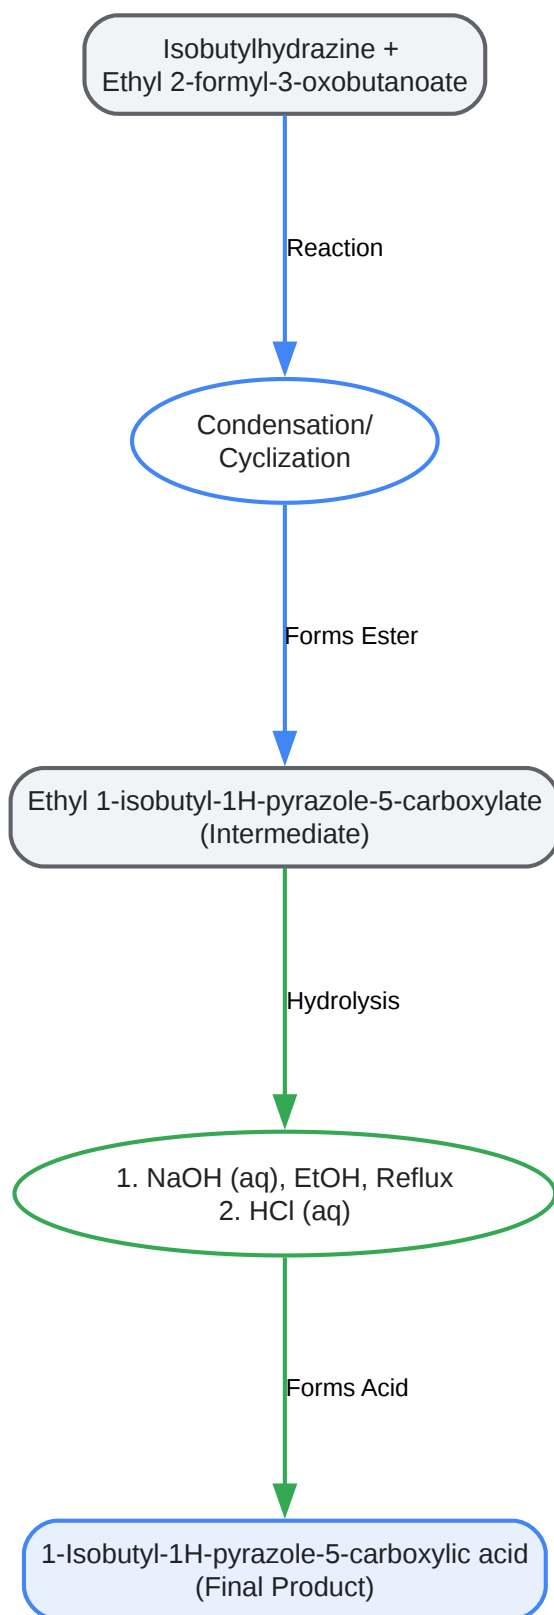 Isobutylhydrazine +
Ethyl 2-formyl-3-oxobutanoate
Reaction
Condensation/
Cyclization
Forms Ester
Ethyl 1-isobutyl-1H-pyrazole-5-carboxylate
(Intermediate)
Hydrolysis
1. NaOH (aq), EtOH, Reflux
2. HCl (aq)
Forms Acid
1-Isobutyl-1H-pyrazole-5-carboxylic acid
(Final Product)